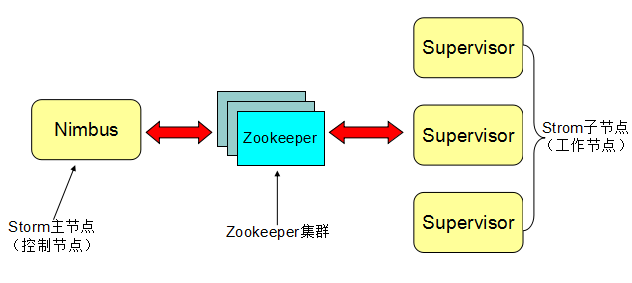 Supervisor
Nimbus
Zookeeper
Supervisor
Strom子节点
（工作节点）
Supervisor
Storm主节点
（控制节点）
Zookeeper集群